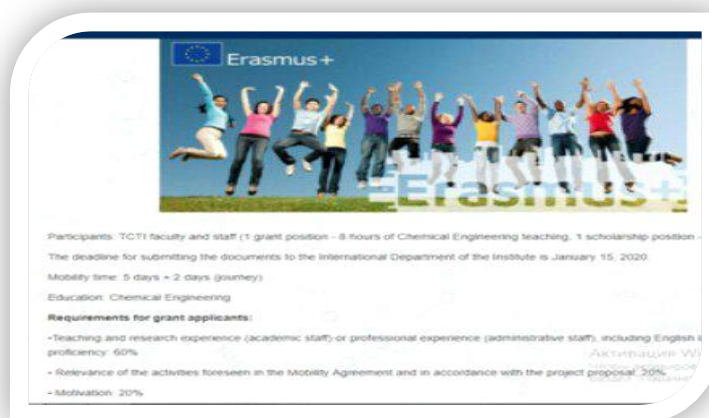 Erasmus+
Erasmus+
Participants: TCTI faculty and staff (1 grant position - 8 hours of Chemical Engineering teaching, 1 scholarship position -
The deadline for submitting the documents to the International Department of the Institute is January 15, 2020
Mobility time: 5 days + 2 days (journey)
Education: Chemical Engineering
Requirements for grant applicants:
-Teaching and research experience (academic staff) or professional experience (administrative staff), including English
proficiency: 60%
- Relevance of the activities foreseen in the Mobility Agreement and in accordance with the project proposal: 20%
- Motivation: 20%
Активация Wi